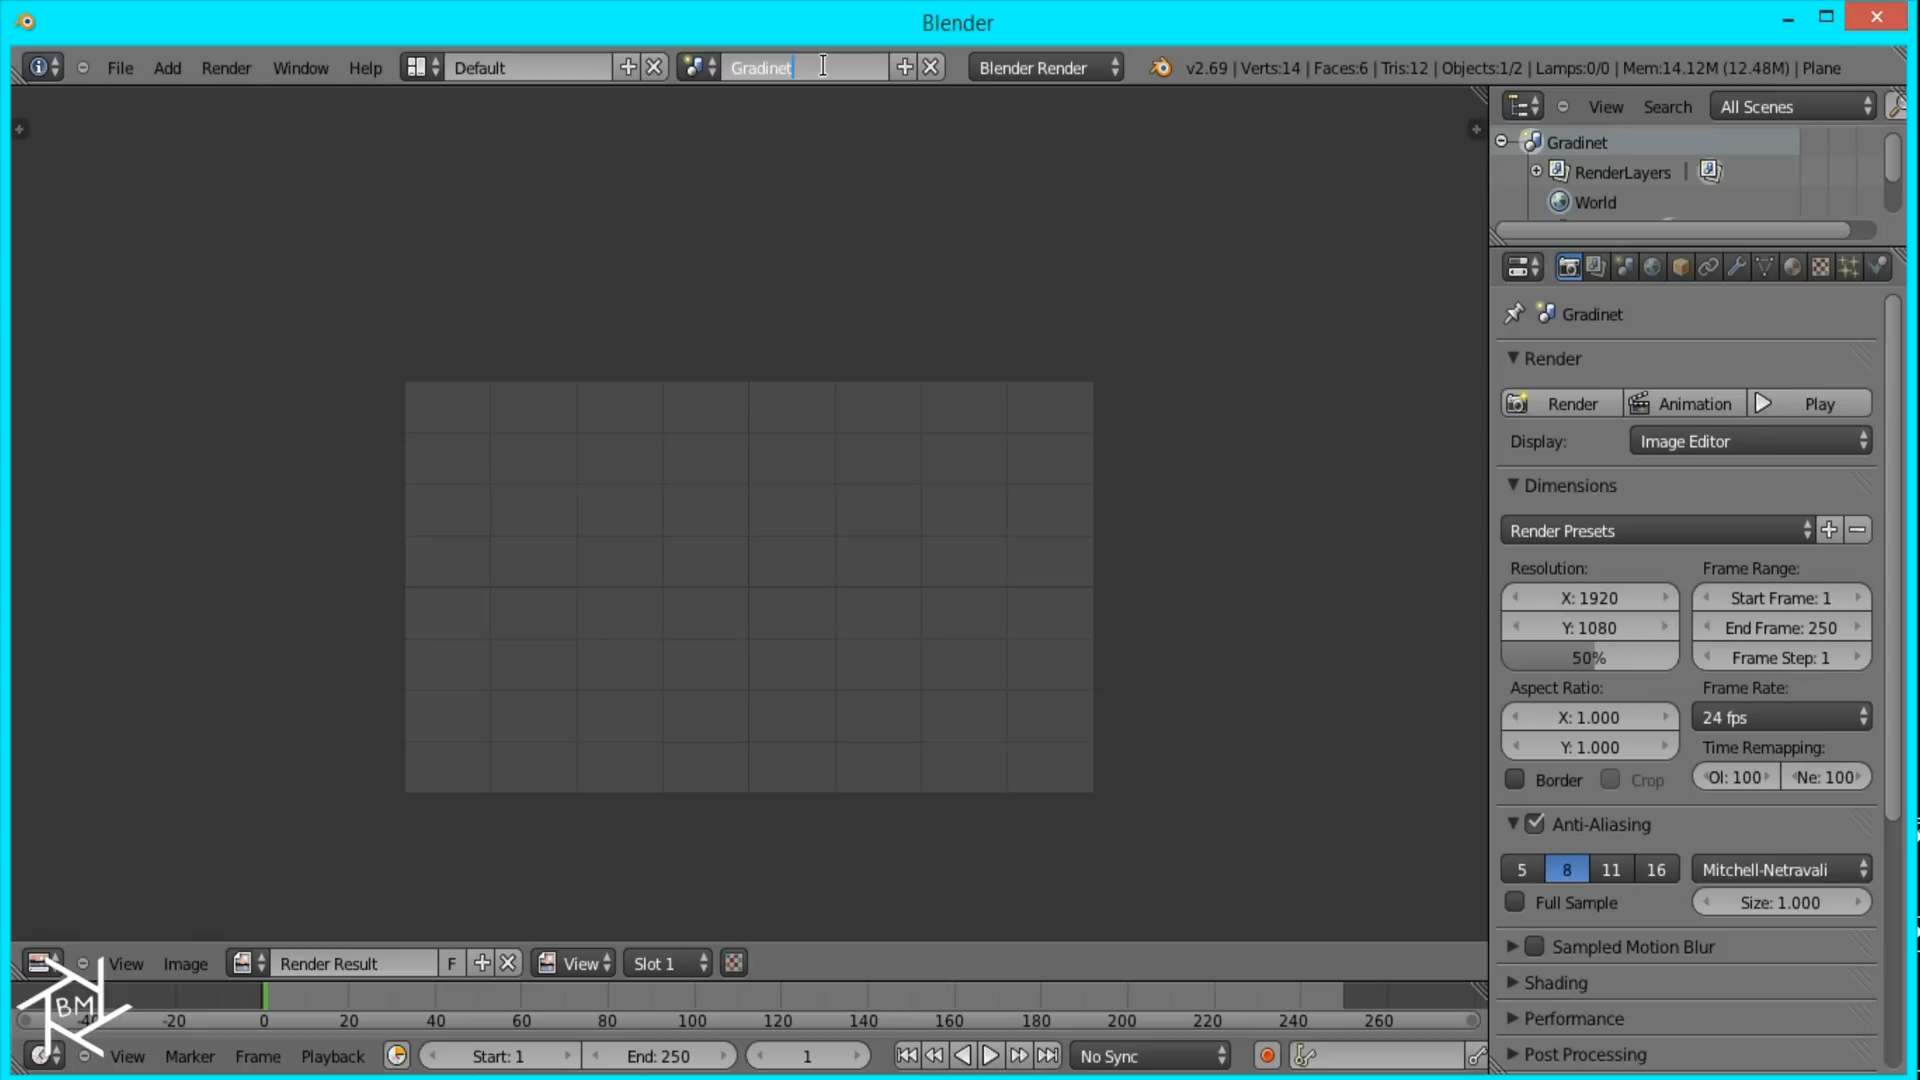 Blender
File Add Render Window Help Default Gradinet Blender Render v2.69 | Verts:14 | Faces:6 | Tris:12 | Objects:1/2 | Lamps:0/0 | Mem:14.12M (12.48M) | Plane
View Search All Scenes
Gradinet
RenderLayers
World
Gradinet
Render
Render Animation Play
Display: Image Editor
Dimensions
Render Presets
Resolution: Frame Range:
X: 1920 Start Frame: 1
Y: 1080 End Frame: 250
50% Frame Step: 1
Aspect Ratio: Frame Rate:
X: 1.000 24 fps
Y: 1.000 Time Remapping:
Border Crop Ol: 100 Ne: 100
Anti-Aliasing
5 8 11 16 Mitchell-Netravali
Full Sample Size: 1.000
Sampled Motion Blur
Shading
Performance
Post Processing
View Image Render Result F View Slot 1
BM
-20 0 20 40 60 80 100 120 140 160 180 200 220 240 260
View Marker Frame Playback Start: 1 End: 250 1 No Sync